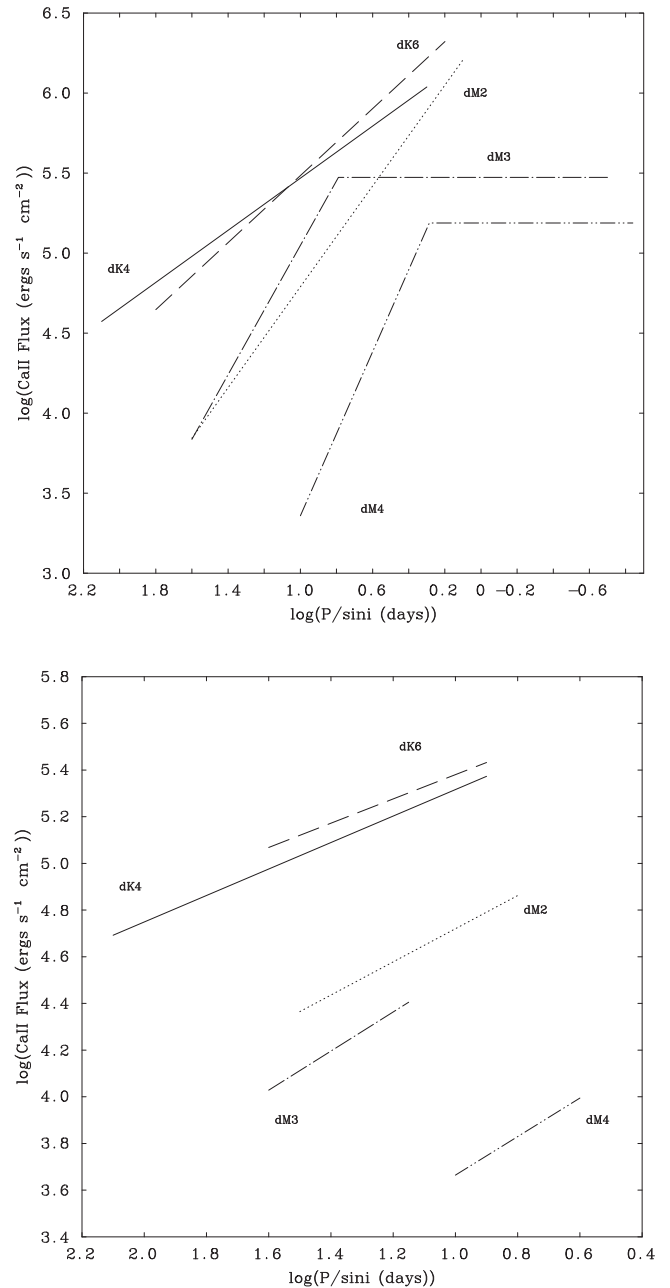 6.5
6.0
5.5
5.0
4.5
4.0
3.5
3.0
log(CaII Flux (ergs s⁻¹ cm⁻²))
dK6
dM2
dM3
dK4
dM4
2.2 1.8 1.4 1.0 0.6 0.2 0 −0.2 −0.6
log(P/sini (days))
5.8
5.6
5.4
5.2
5.0
4.8
4.6
4.4
4.2
4.0
3.8
3.6
3.4
log(CaII Flux (ergs s⁻¹ cm⁻²))
dK6
dK4
dM2
dM3
dM4
2.2 2.0 1.8 1.6 1.4 1.2 1.0 0.8 0.6 0.4
log(P/sini (days))